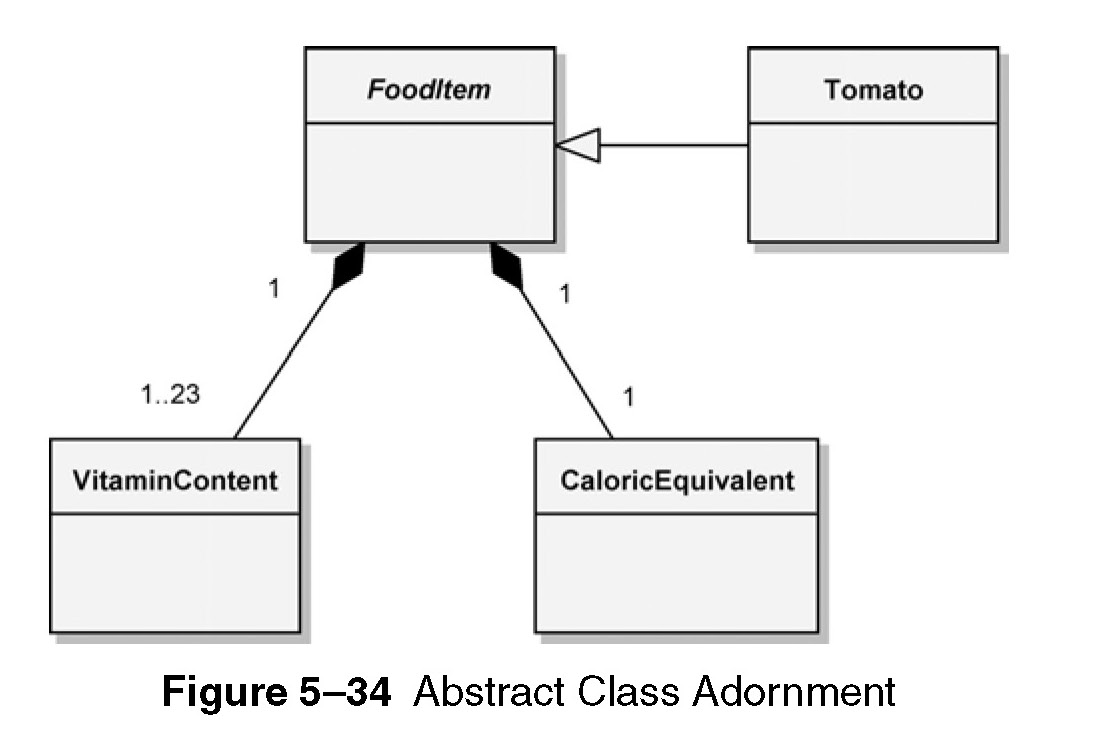 FoodItem
Tomato
1
1
1..23
1
VitaminContent
CaloricEquivalent
Figure 5–34 Abstract Class Adornment